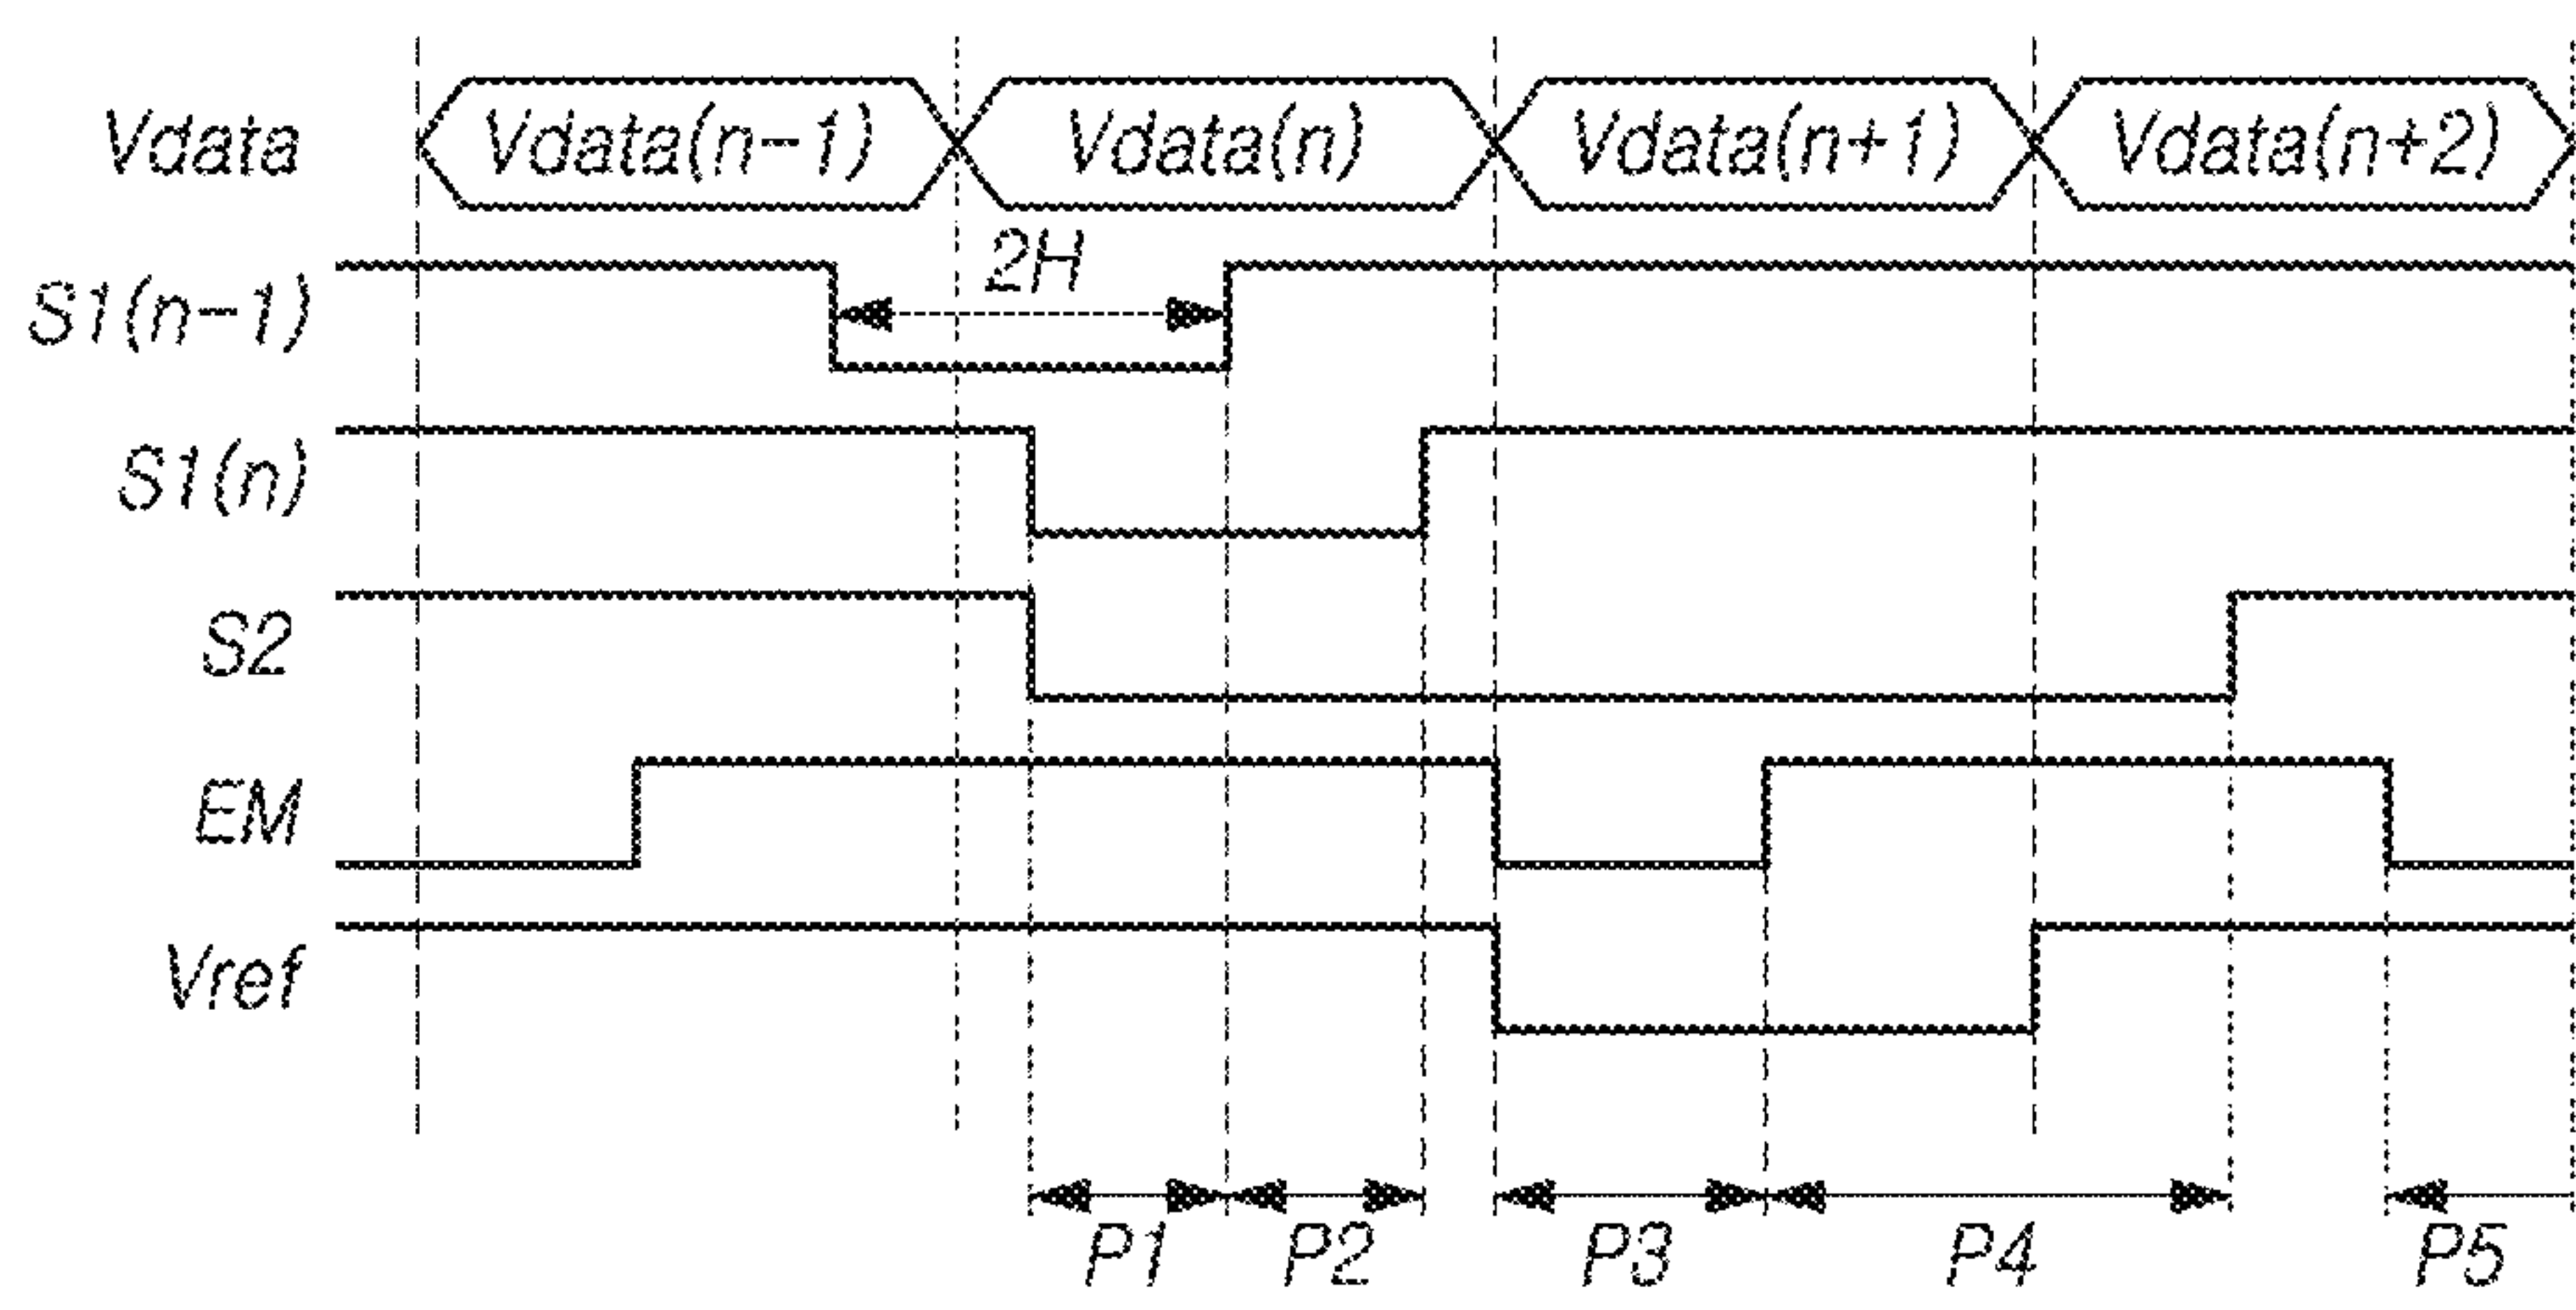 Vdata Vdata(n-1) Vdata(n) Vdata(n+1) Vdata(n+2)
2H
S1(n-1)
S1(n)
S2
EM
Vref
P1 P2 P3 P4 P5